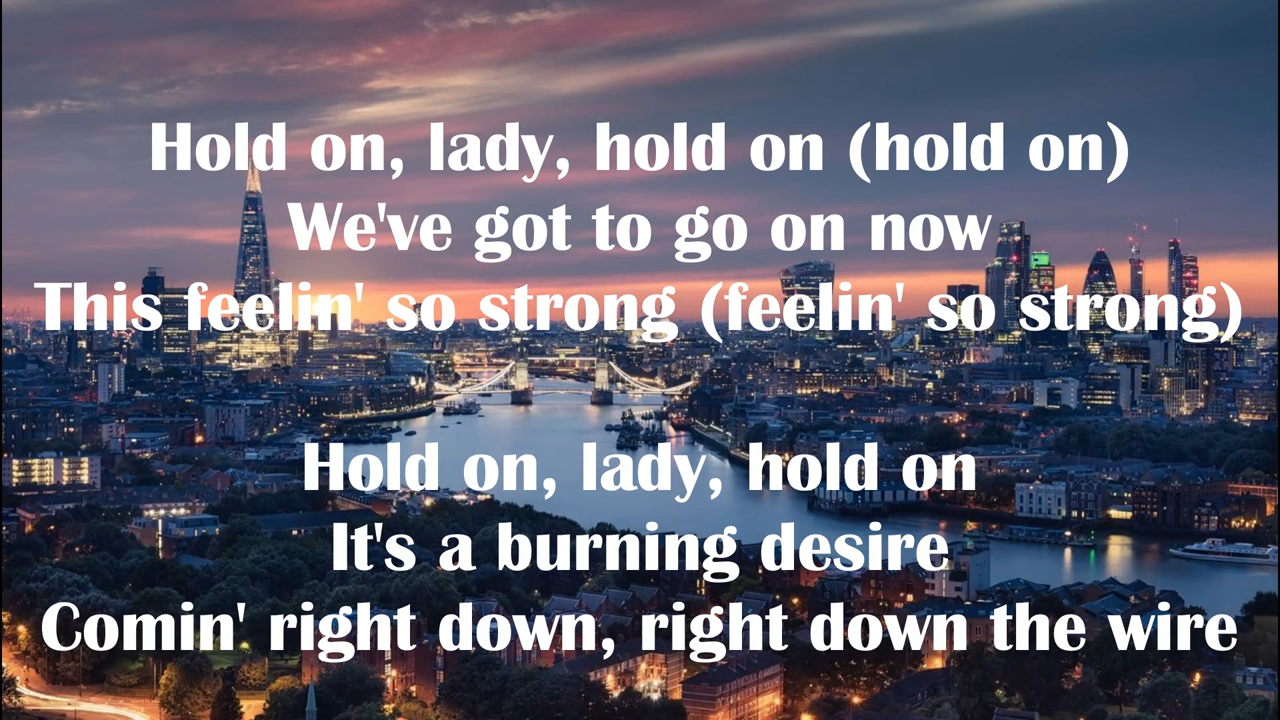 Hold on, lady, hold on (hold on)
We've got to go on now
This feelin' so strong (feelin' so strong)
Hold on, lady, hold on
It's a burning desire
Comin' right down, right down the wire